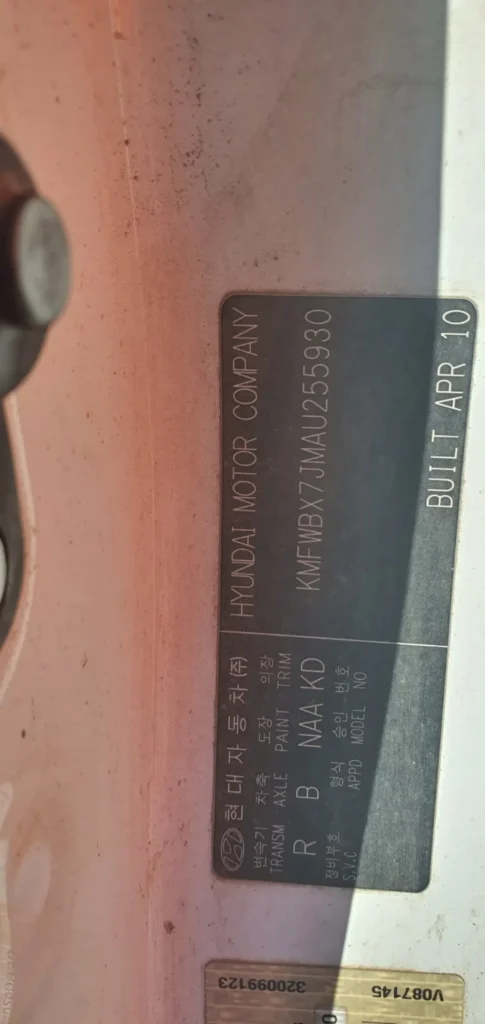 현대자동차(주) HYUNDAI MOTOR COMPANY
변속기 차축 도장 의장
TRANSM AXLE PAINT TRIM
R B NAA KD KMFWBX7JMAU255930
정비부호 형식 승인 번호
S.V.C APPD MODEL NO
BUILT APR 10
320099123
V087145